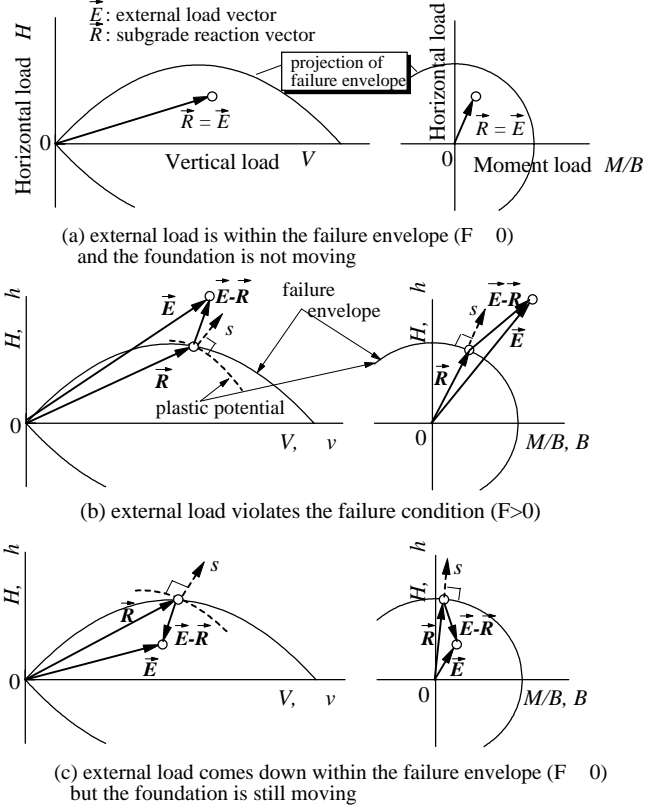 E : external load vector
R : subgrade reaction vector
Horizontal load H
projection of
failure envelope
R = E
0
Vertical load V
Horizontal load
R = E
0
Moment load M/B
(a) external load is within the failure envelope (F 0)
and the foundation is not moving
H, h
E
E-R
s
R
failure
envelope
plastic potential
0
V, v
H, h
E-R
s
E
R
0
M/B, B
(b) external load violates the failure condition (F>0)
H, h
s
R
E-R
E
0
V, v
H, h
s
R
E-R
E
0
M/B, B
(c) external load comes down within the failure envelope (F 0)
but the foundation is still moving